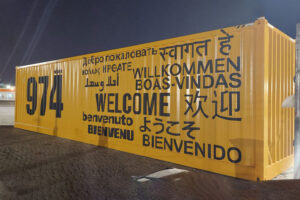 974
Добро пожаловать स्वागत हे
أهلا وسهلا WILLKOMMEN
BOAS-VINDAS
WELCOME 欢迎
benvenuto ようこそ
BIENVENU BIENVENIDO